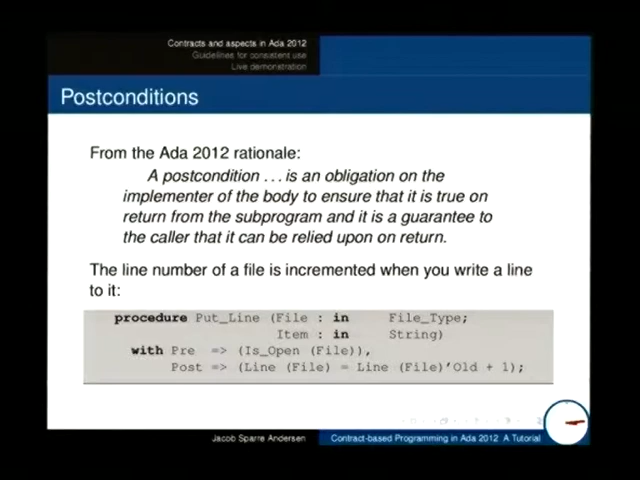 Contracts and aspects in Ada 2012
Guidelines for consistent use
Live demonstration
Postconditions
From the Ada 2012 rationale:
A postcondition . . . is an obligation on the
implementer of the body to ensure that it is true on
return from the subprogram and it is a guarantee to
the caller that it can be relied upon on return.
The line number of a file is incremented when you write a line
to it:
procedure Put_Line (File : in File_Type;
Item : in String)
with Pre => (Is_Open (File)),
Post => (Line (File) = Line (File)'Old + 1);
Jacob Sparre Andersen Contract-based Programming in Ada 2012 A Tutorial